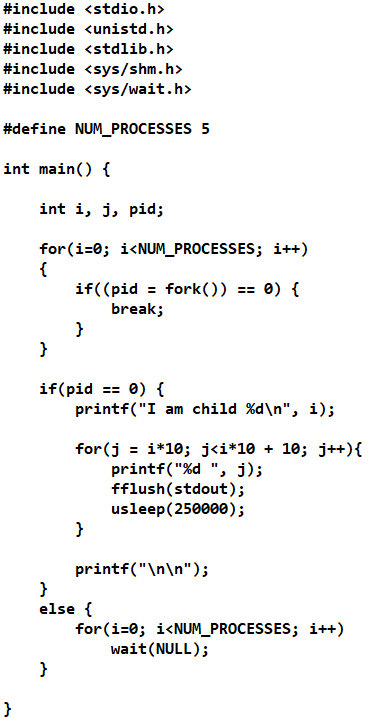 #include <stdio.h>
#include <unistd.h>
#include <stdlib.h>
#include <sys/shm.h>
#include <sys/wait.h>

#define NUM_PROCESSES 5

int main() {

    int i, j, pid;

    for(i=0; i<NUM_PROCESSES; i++)
    {
        if((pid = fork()) == 0) {
            break;
        }
    }

    if(pid == 0) {
        printf("I am child %d\n", i);

        for(j = i*10; j<i*10 + 10; j++){
            printf("%d ", j);
            fflush(stdout);
            usleep(250000);
        }

        printf("\n\n");
    }
    else {
        for(i=0; i<NUM_PROCESSES; i++)
            wait(NULL);
    }

}